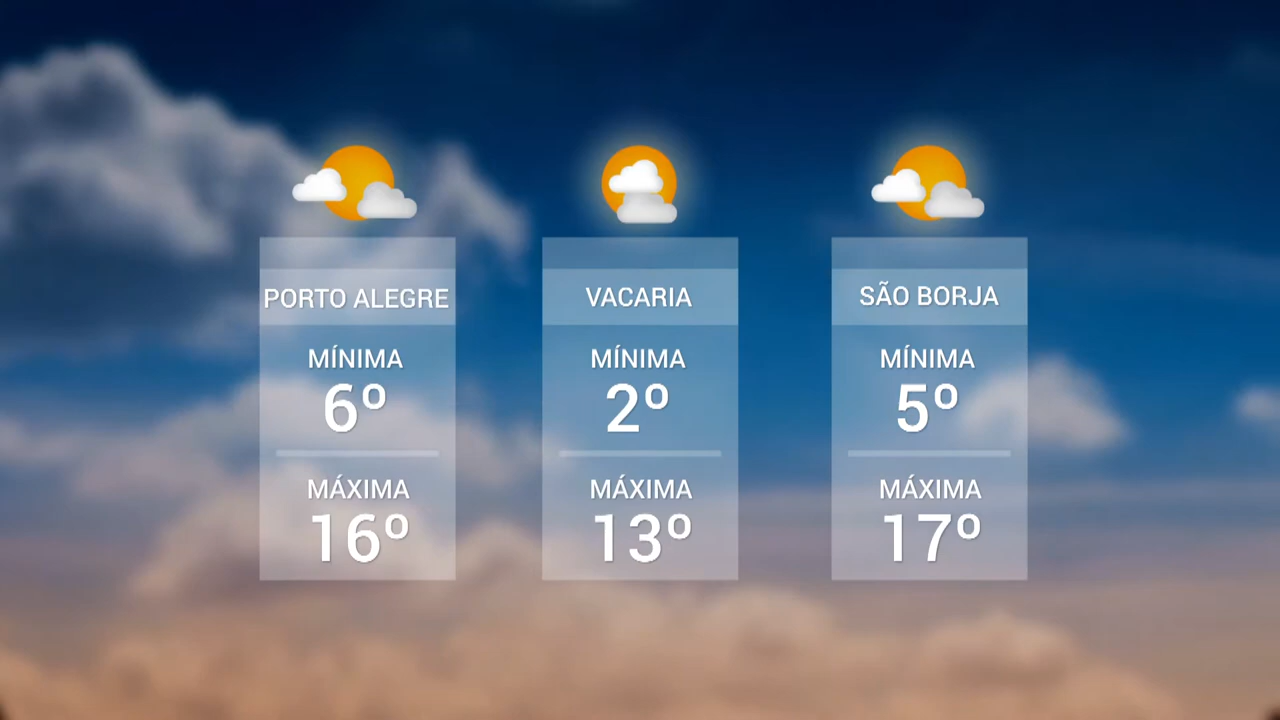 PORTO ALEGRE
MÍNIMA
6º
MÁXIMA
16º
VACARIA
MÍNIMA
2º
MÁXIMA
13º
SÃO BORJA
MÍNIMA
5º
MÁXIMA
17º